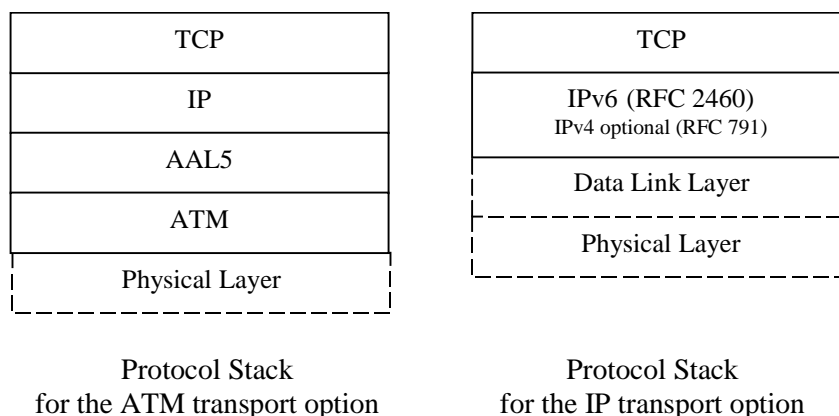 TCP
IP
AAL5
ATM
Physical Layer
Protocol Stack
for the ATM transport option
TCP
IPv6 (RFC 2460)
IPv4 optional (RFC 791)
Data Link Layer
Physical Layer
Protocol Stack
for the IP transport option